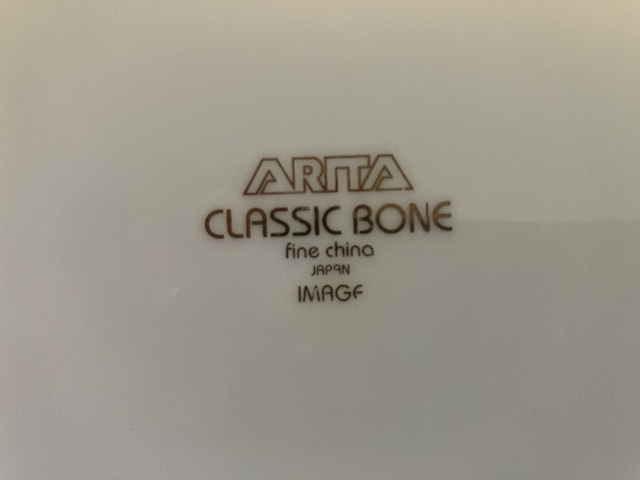 ARITA
CLASSIC BONE
fine china
JAPAN
IMAGE